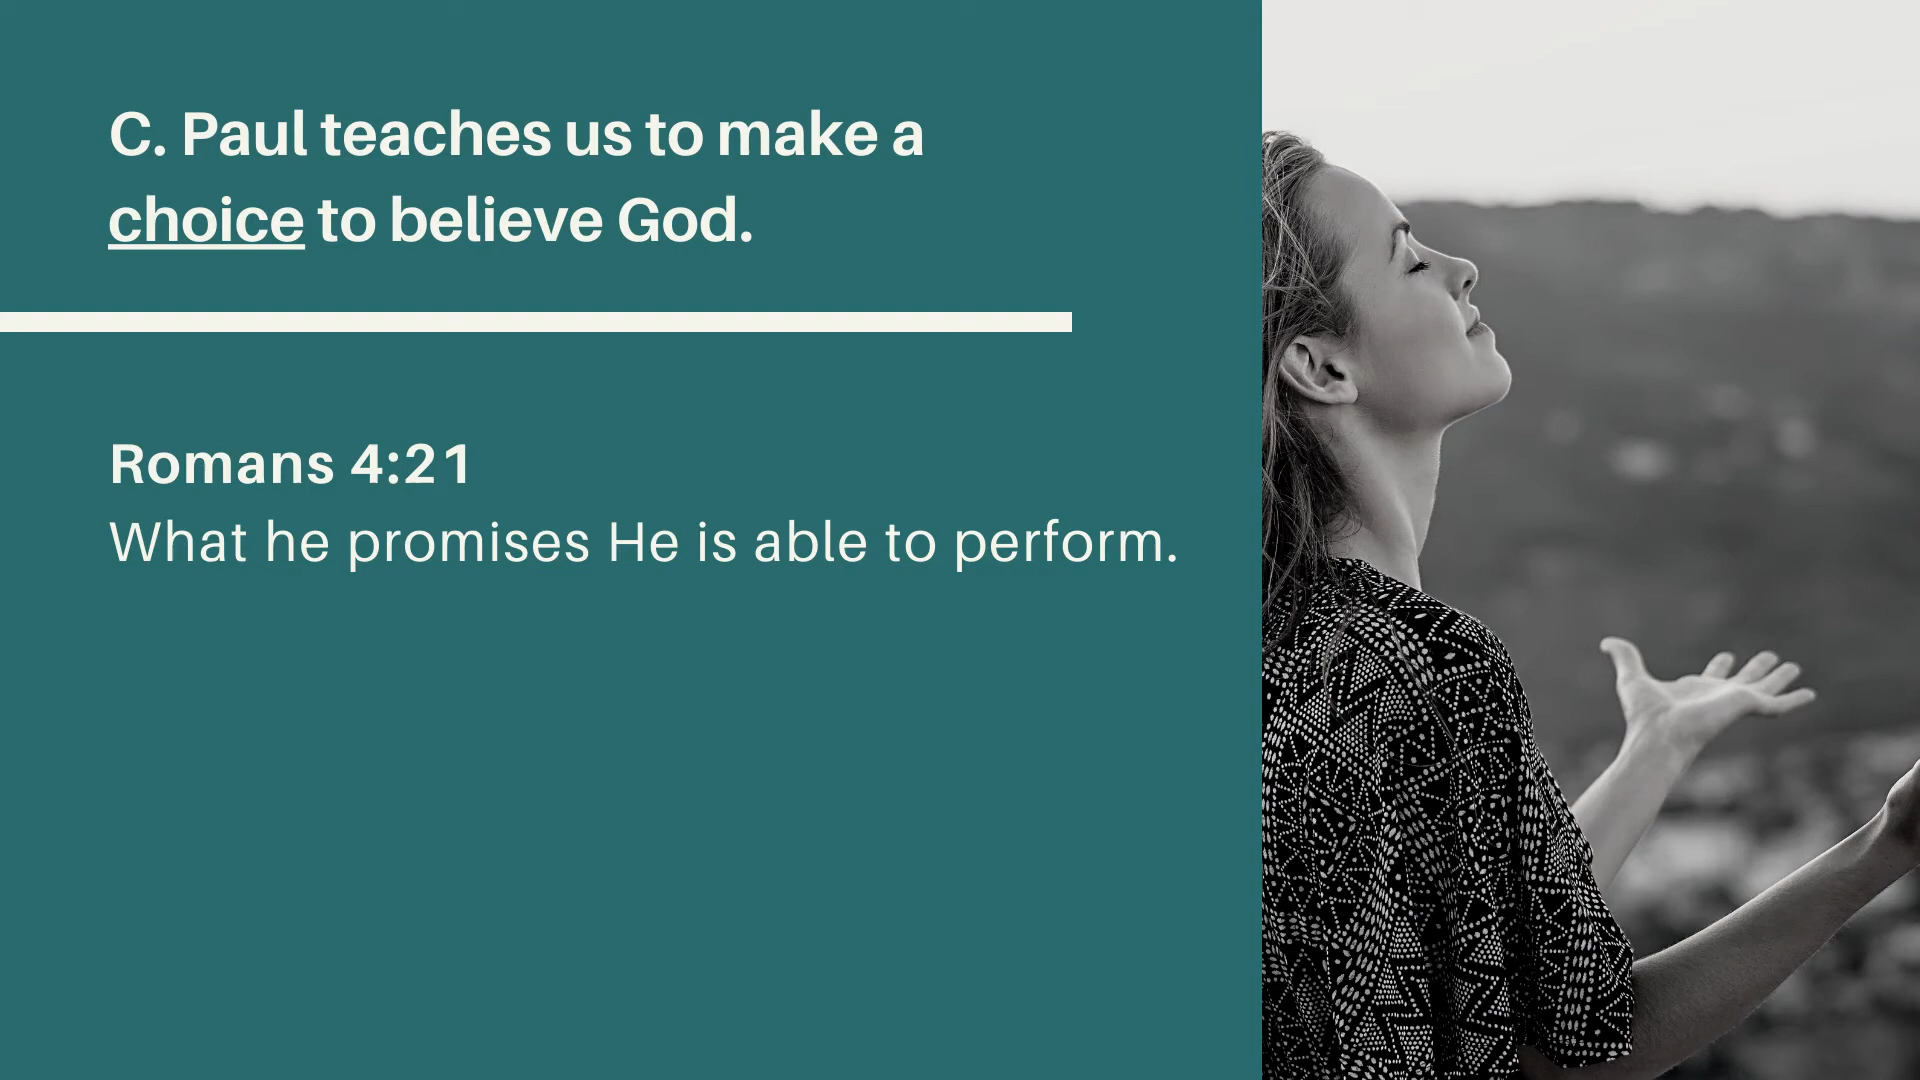 C. Paul teaches us to make a
choice to believe God.
Romans 4:21
What he promises He is able to perform.